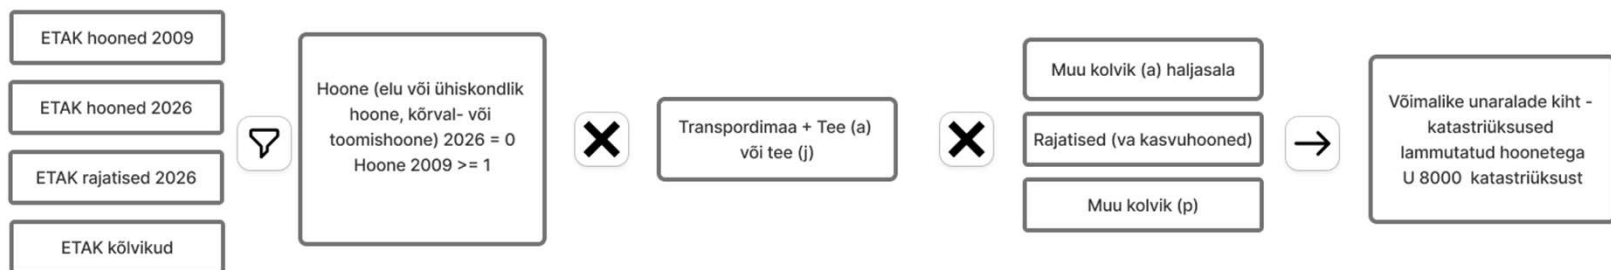 ETAK hooned 2009
ETAK hooned 2026
ETAK rajatised 2026
ETAK kõlvikud
Hoone (elu või ühiskondlik
hoone, kõrval- või
toomishoone) 2026 = 0
Hoone 2009 >= 1
Transpordimaa + Tee (a)
või tee (j)
Muu kolvik (a) haljasala
Rajatised (va kasvuhooned)
Muu kolvik (p)
Võimalike unaralade kiht -
katastriüksused
lammutatud hoonetega
U 8000 katastriüksust